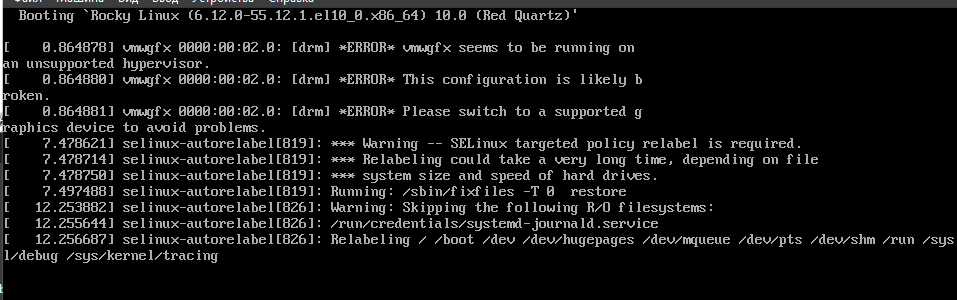 Файл Машина Вид Ввод Устройства Справка
Booting `Rocky Linux (6.12.0-55.12.1.el10_0.x86_64) 10.0 (Red Quartz)'
[    0.864878] vmwgfx 0000:00:02.0: [drm] *ERROR* vmwgfx seems to be running on
an unsupported hypervisor.
[    0.864880] vmwgfx 0000:00:02.0: [drm] *ERROR* This configuration is likely b
roken.
[    0.864881] vmwgfx 0000:00:02.0: [drm] *ERROR* Please switch to a supported g
raphics device to avoid problems.
[    7.478621] selinux-autorelabel[819]: *** Warning -- SELinux targeted policy relabel is required.
[    7.478714] selinux-autorelabel[819]: *** Relabeling could take a very long time, depending on file
[    7.478750] selinux-autorelabel[819]: *** system size and speed of hard drives.
[    7.497488] selinux-autorelabel[819]: Running: /sbin/fixfiles -T 0  restore
[   12.253882] selinux-autorelabel[826]: Warning: Skipping the following R/O filesystems:
[   12.255644] selinux-autorelabel[826]: /run/credentials/systemd-journald.service
[   12.256687] selinux-autorelabel[826]: Relabeling / /boot /dev /dev/hugepages /dev/mqueue /dev/pts /dev/shm /run /sys
l/debug /sys/kernel/tracing